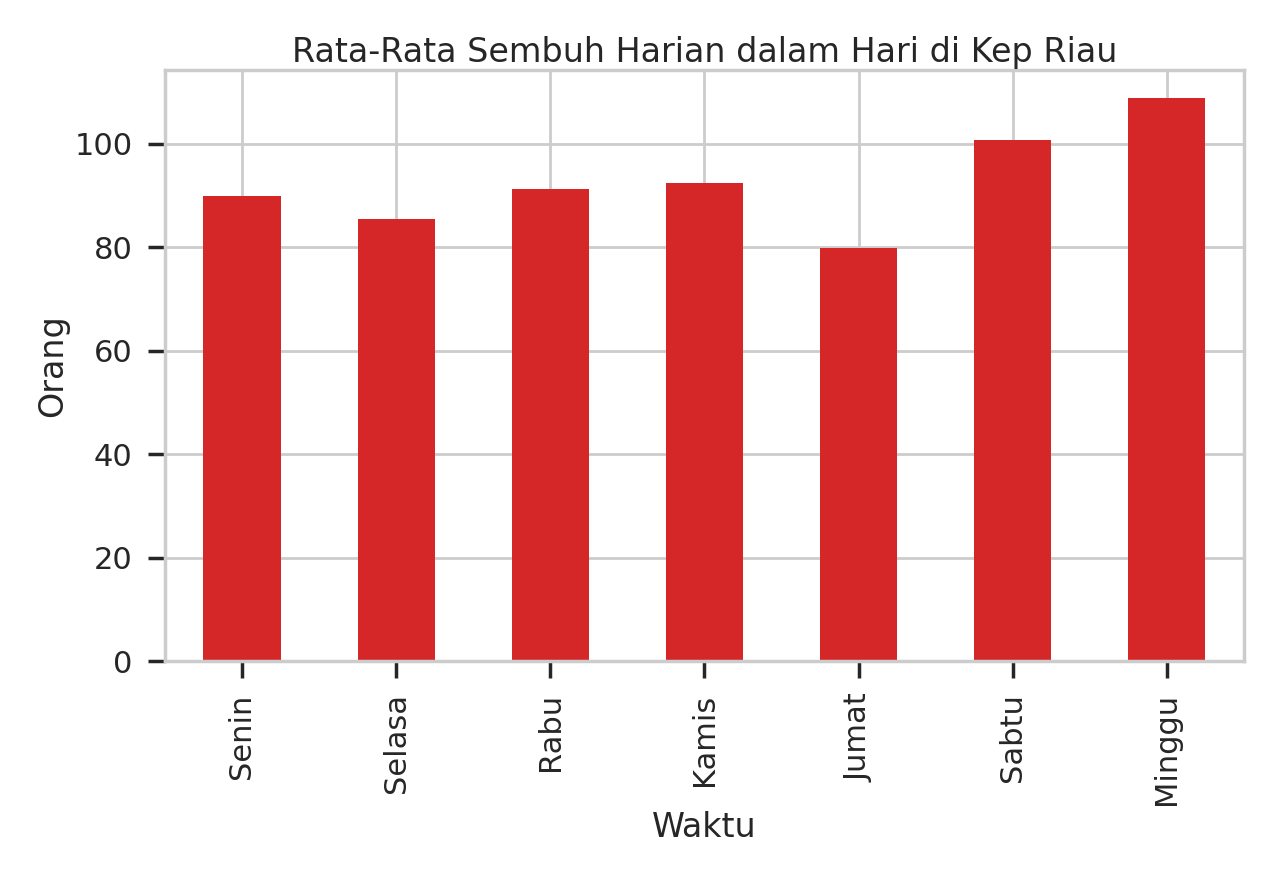 Rata-Rata Sembuh Harian dalam Hari di Kep Riau
100
80
60
40
20
0
Orang
Senin
Selasa
Rabu
Kamis
Jumat
Sabtu
Minggu
Waktu